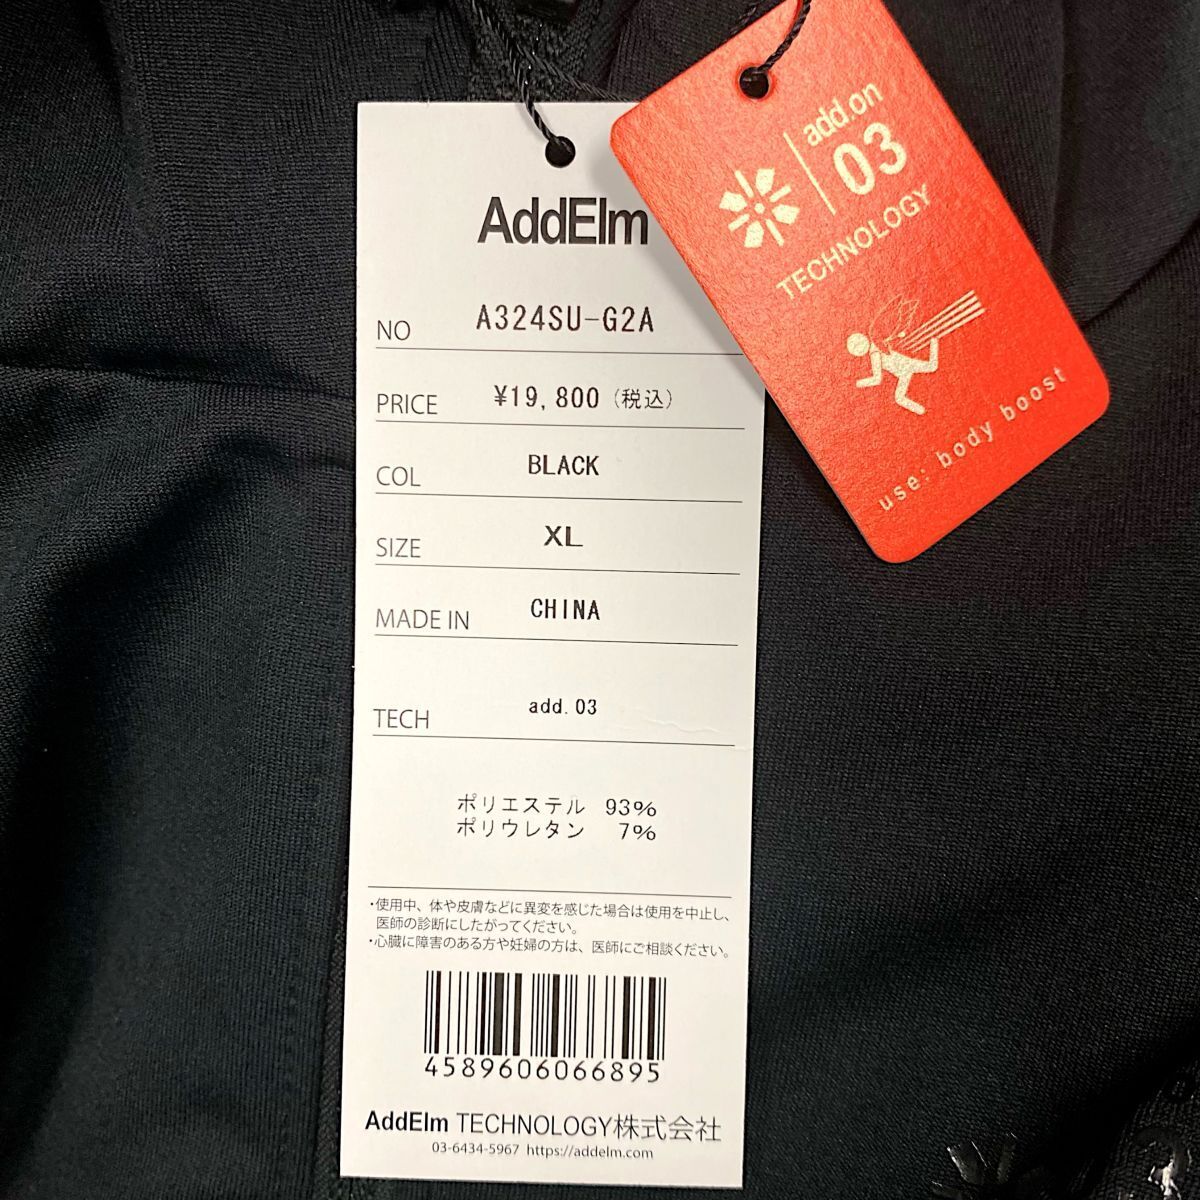 AddElm
NO A324SU-G2A
PRICE ¥19,800 (税込)
COL BLACK
SIZE XL
MADE IN CHINA
TECH add.03
ポリエステル 93%
ポリウレタン 7%
・使用中、体や皮膚などに異変を感じた場合は使用を中止し、
医師の診断にしたがってください。
・心臓に障害のある方や妊婦の方は、医師にご相談ください。
4589606066895
AddElm TECHNOLOGY株式会社
03-6434-5967 https://addelm.com
add.on
03
TECHNOLOGY
use: body boost